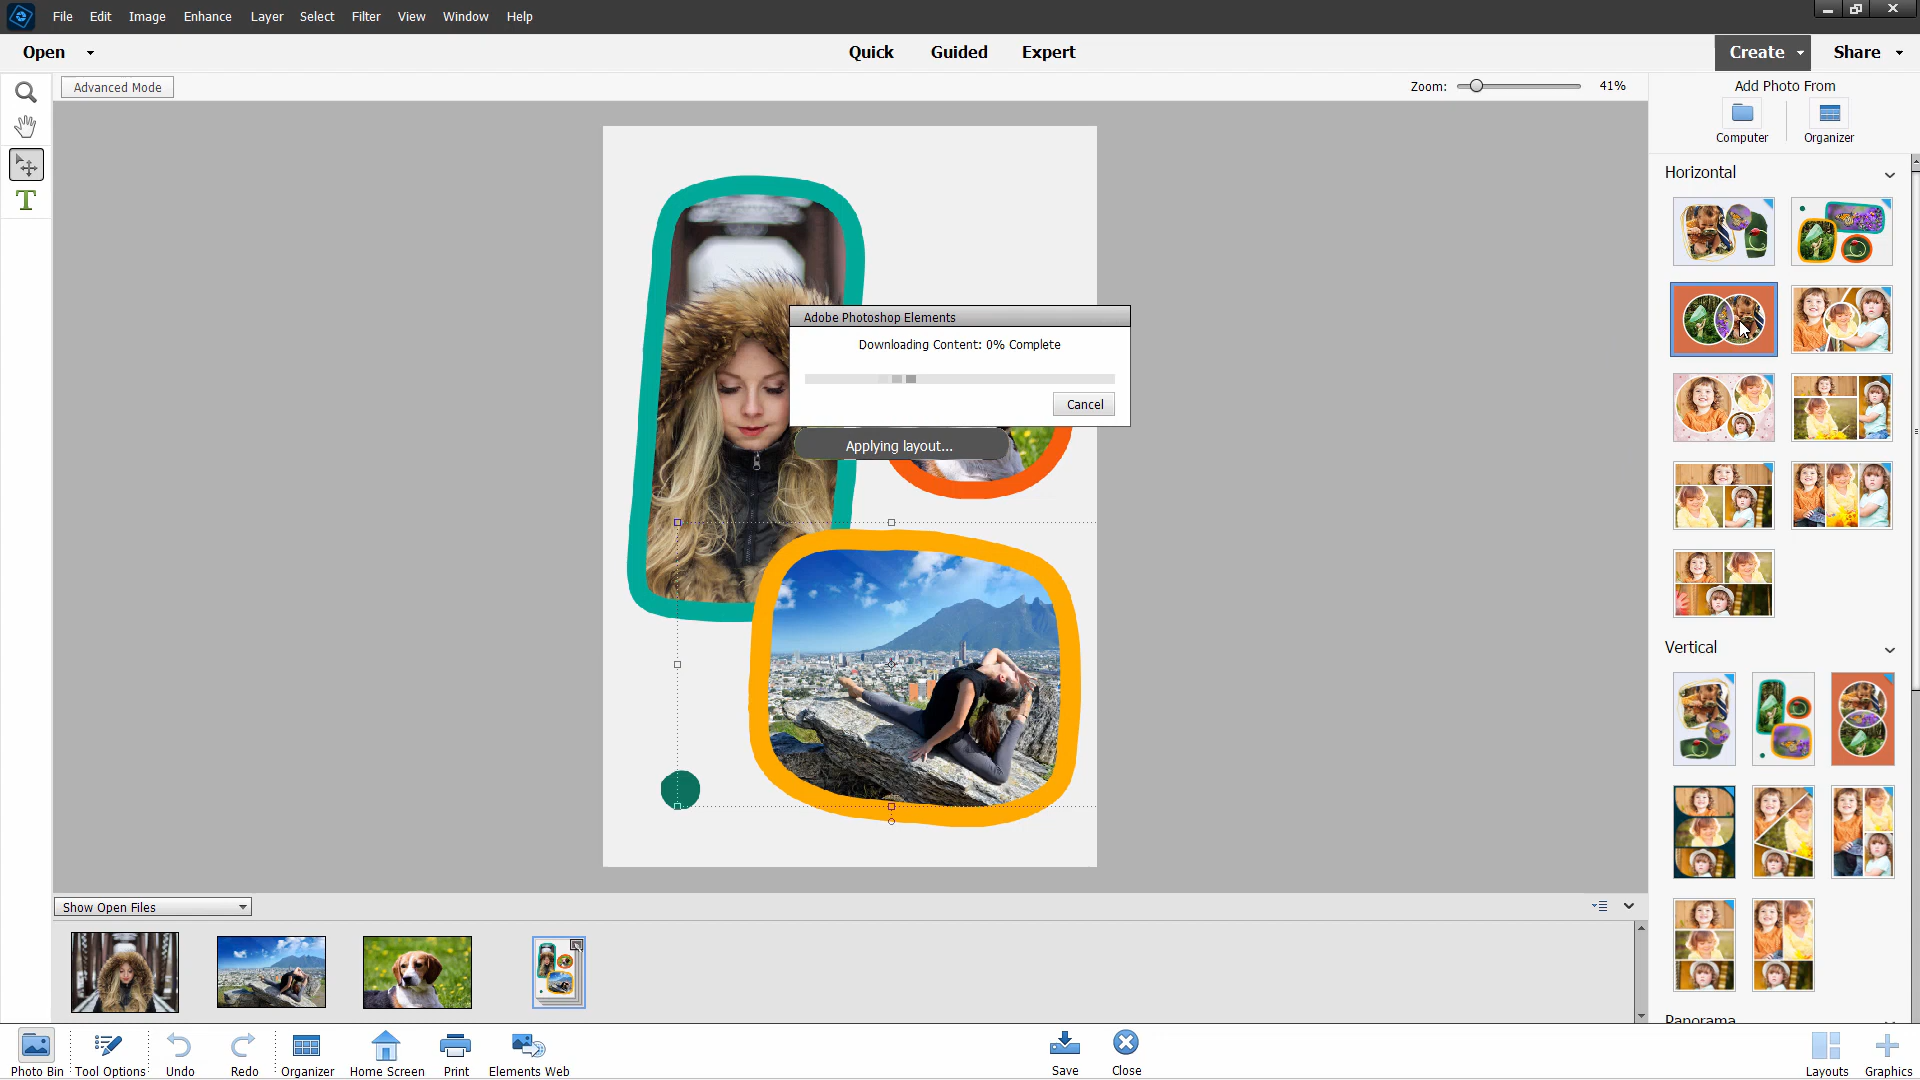 File Edit Image Enhance Layer Select Filter View Window Help
Open Quick Guided Expert Create Share
Advanced Mode Zoom: 41%
Add Photo From
Computer Organizer
Horizontal
Adobe Photoshop Elements
Downloading Content: 0% Complete
Cancel
Applying layout...
Vertical
Show Open Files
Panorama
Photo Bin Tool Options Undo Redo Organizer Home Screen Print Elements Web Save Close Layouts Graphics